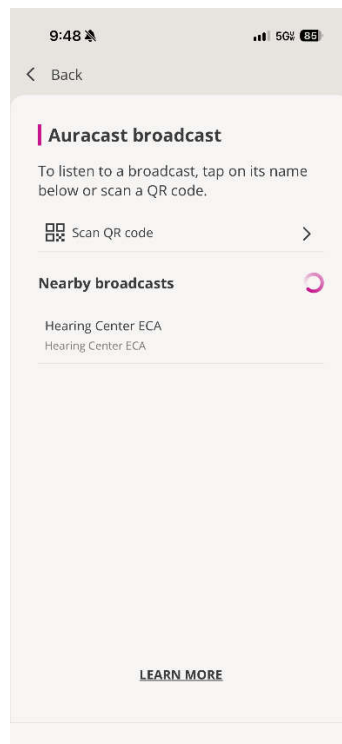 9:48
5G 85
Back
Auracast broadcast
To listen to a broadcast, tap on its name
below or scan a QR code.
Scan QR code
Nearby broadcasts
Hearing Center ECA
Hearing Center ECA
LEARN MORE